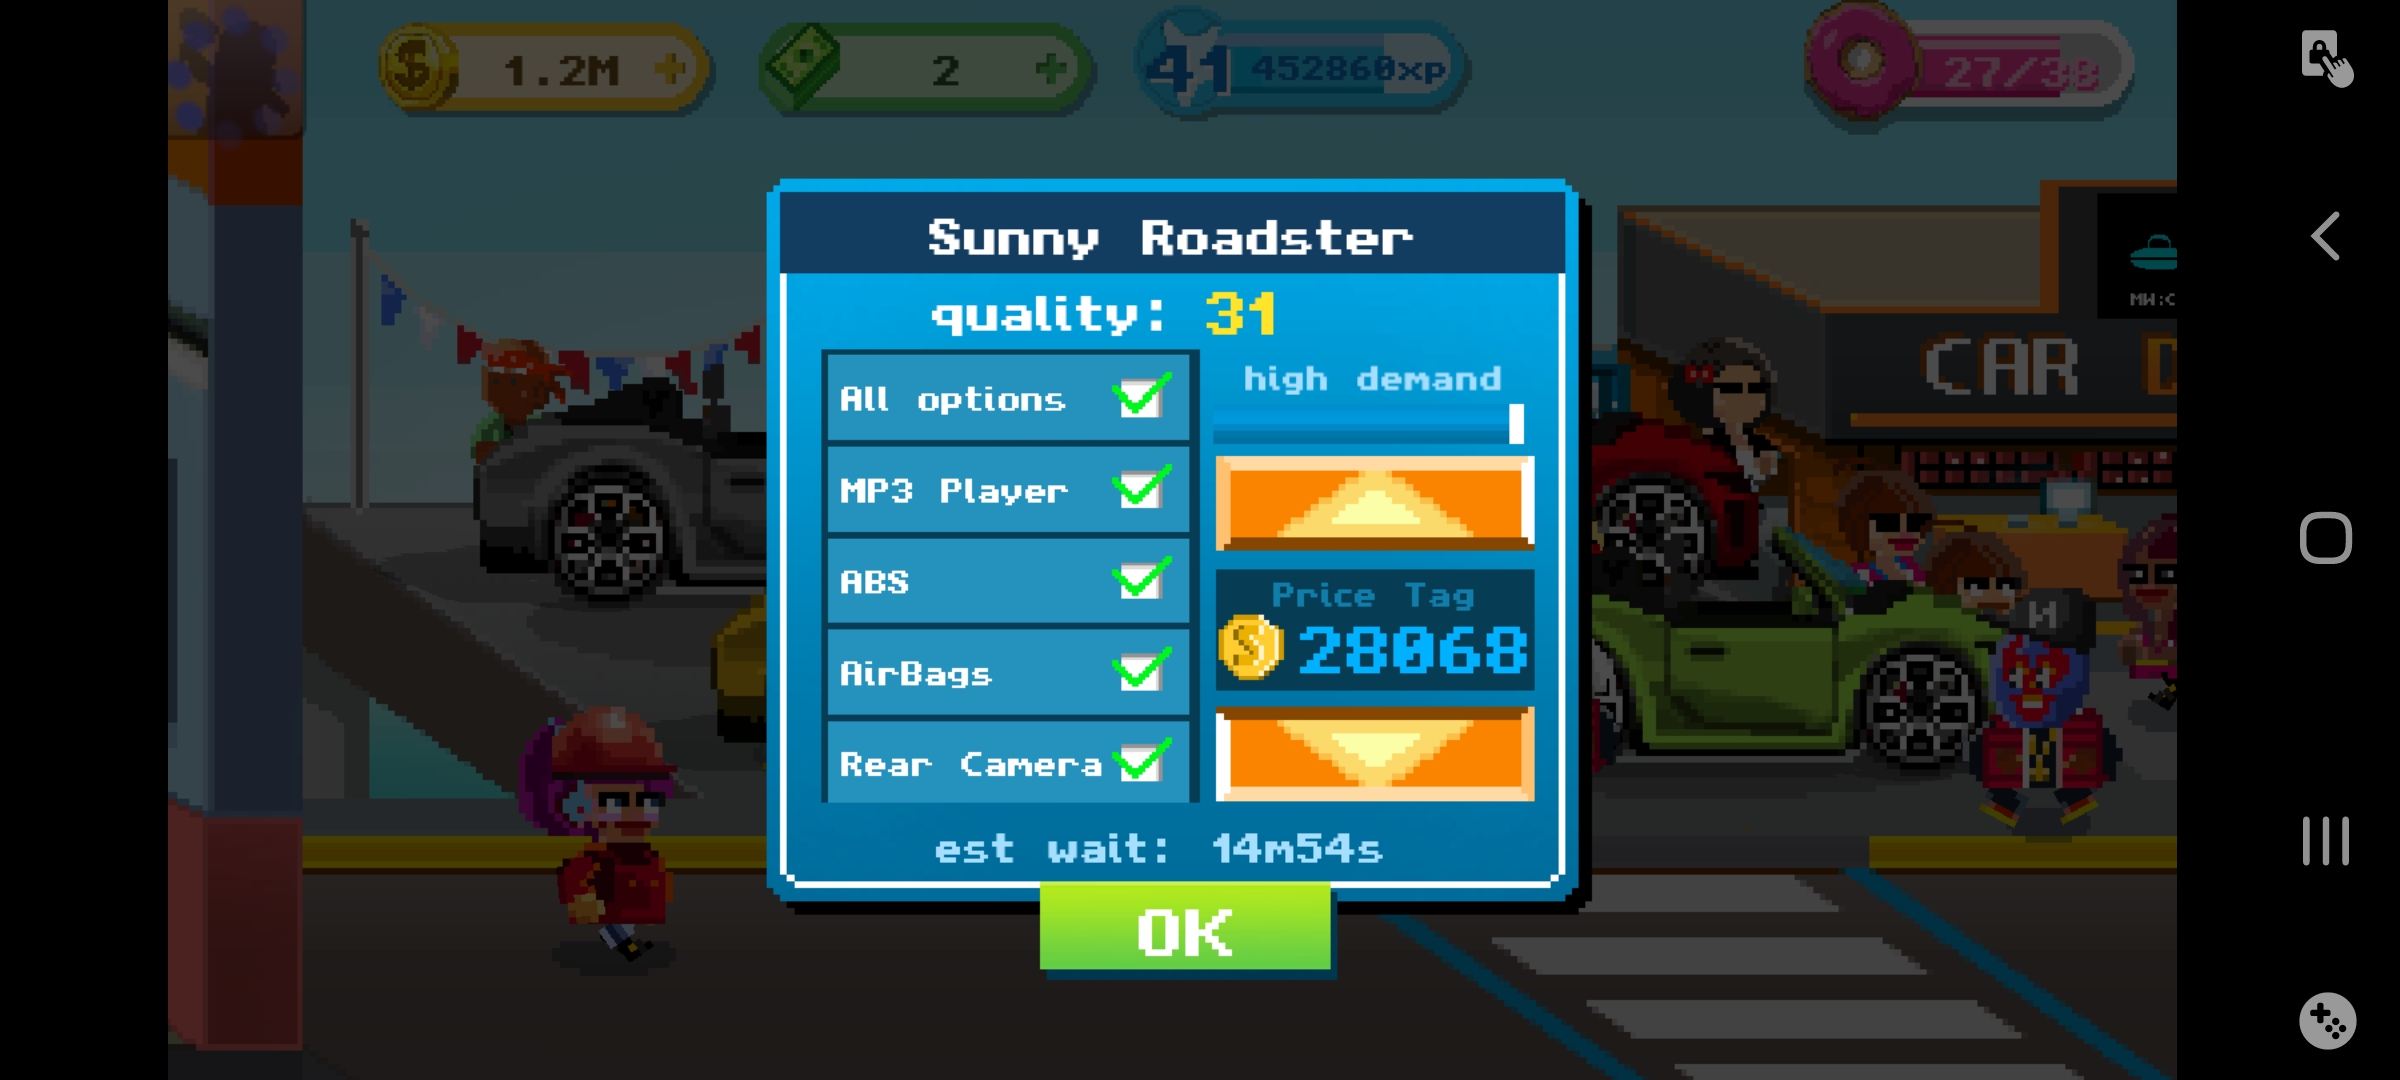 1.2M
2
41 452860xp
27/38
Sunny Roadster
quality: 31
All options
MP3 Player
ABS
AirBags
Rear Camera
high demand
Price Tag
28068
est wait: 14m54s
OK
MW:C
CAR